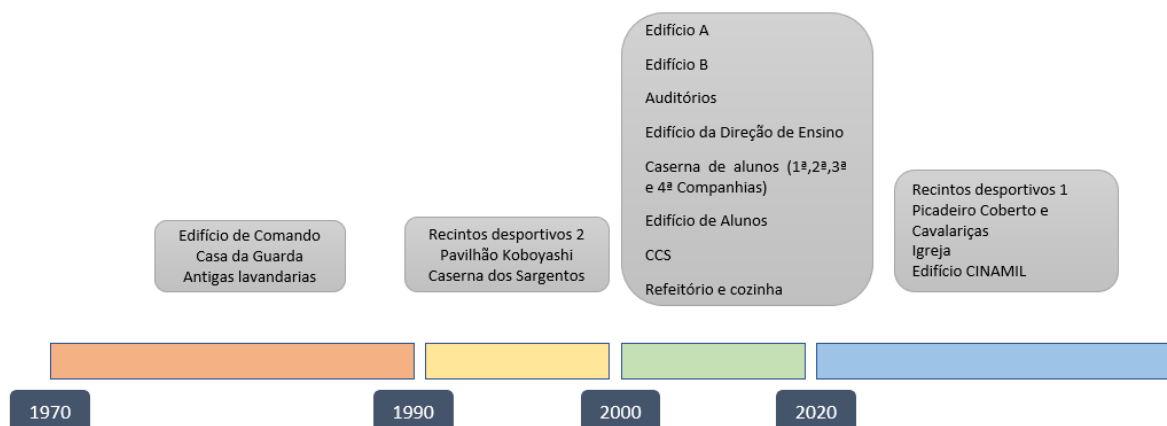 Edifício de Comando
Casa da Guarda
Antigas lavandarias
Recintos desportivos 2
Pavilhão Koboyashi
Caserna dos Sargentos
Edifício A
Edifício B
Auditórios
Edifício da Direção de Ensino
Caserna de alunos (1ª,2ª,3ª
e 4ª Companhias)
Edifício de Alunos
CCS
Refeitório e cozinha
Recintos desportivos 1
Picadeiro Coberto e
Cavalariças
Igreja
Edifício CINAMIL
1970
1990
2000
2020